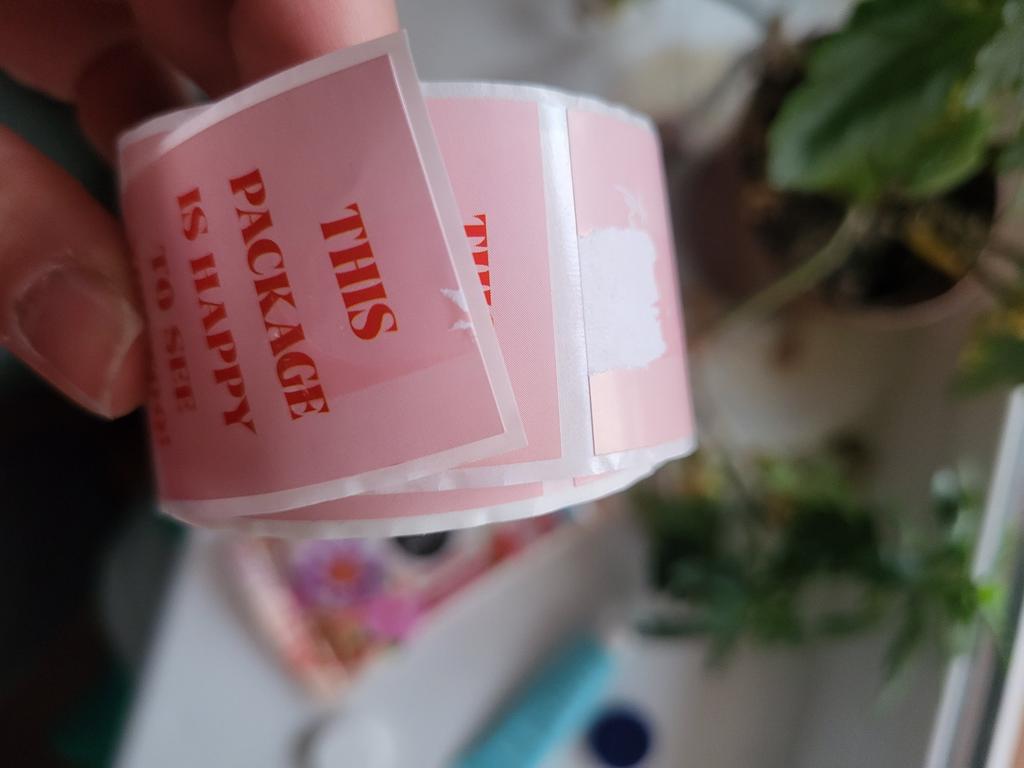 THIS
PACKAGE
IS HAPPY
TO SEE